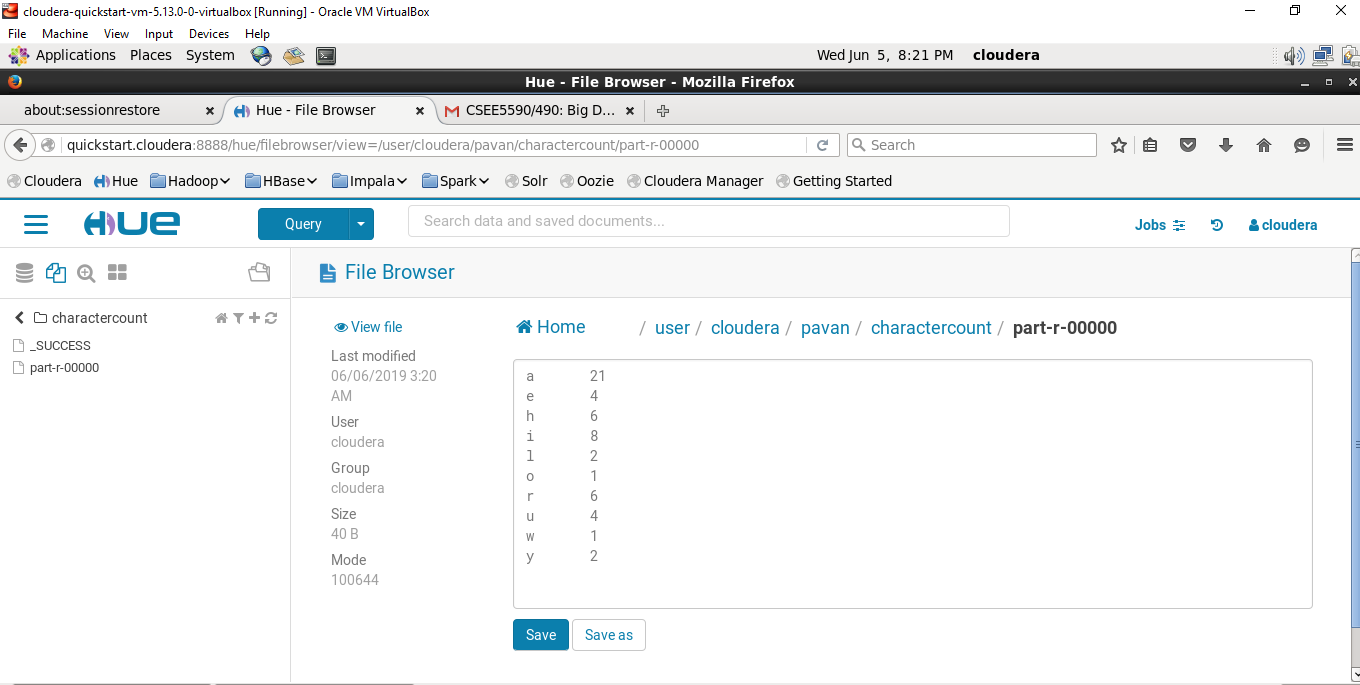 cloudera-quickstart-vm-5.13.0-0-virtualbox [Running] - Oracle VM VirtualBox
File Machine View Input Devices Help
Applications Places System Wed Jun 5, 8:21 PM cloudera
Hue - File Browser - Mozilla Firefox
about:sessionrestore Hue - File Browser CSEE5590/490: Big D...
quickstart.cloudera:8888/hue/filebrowser/view=/user/cloudera/pavan/charactercount/part-r-00000 Search
Cloudera Hue Hadoop HBase Impala Spark Solr Oozie Cloudera Manager Getting Started
HUE Query Search data and saved documents... Jobs cloudera
File Browser
charactercount
_SUCCESS
part-r-00000
View file
Last modified
06/06/2019 3:20
AM
User
cloudera
Group
cloudera
Size
40 B
Mode
100644
Home / user / cloudera / pavan / charactercount / part-r-00000
a 21
e 4
h 6
i 8
l 2
o 1
r 6
u 4
w 1
y 2
Save Save as